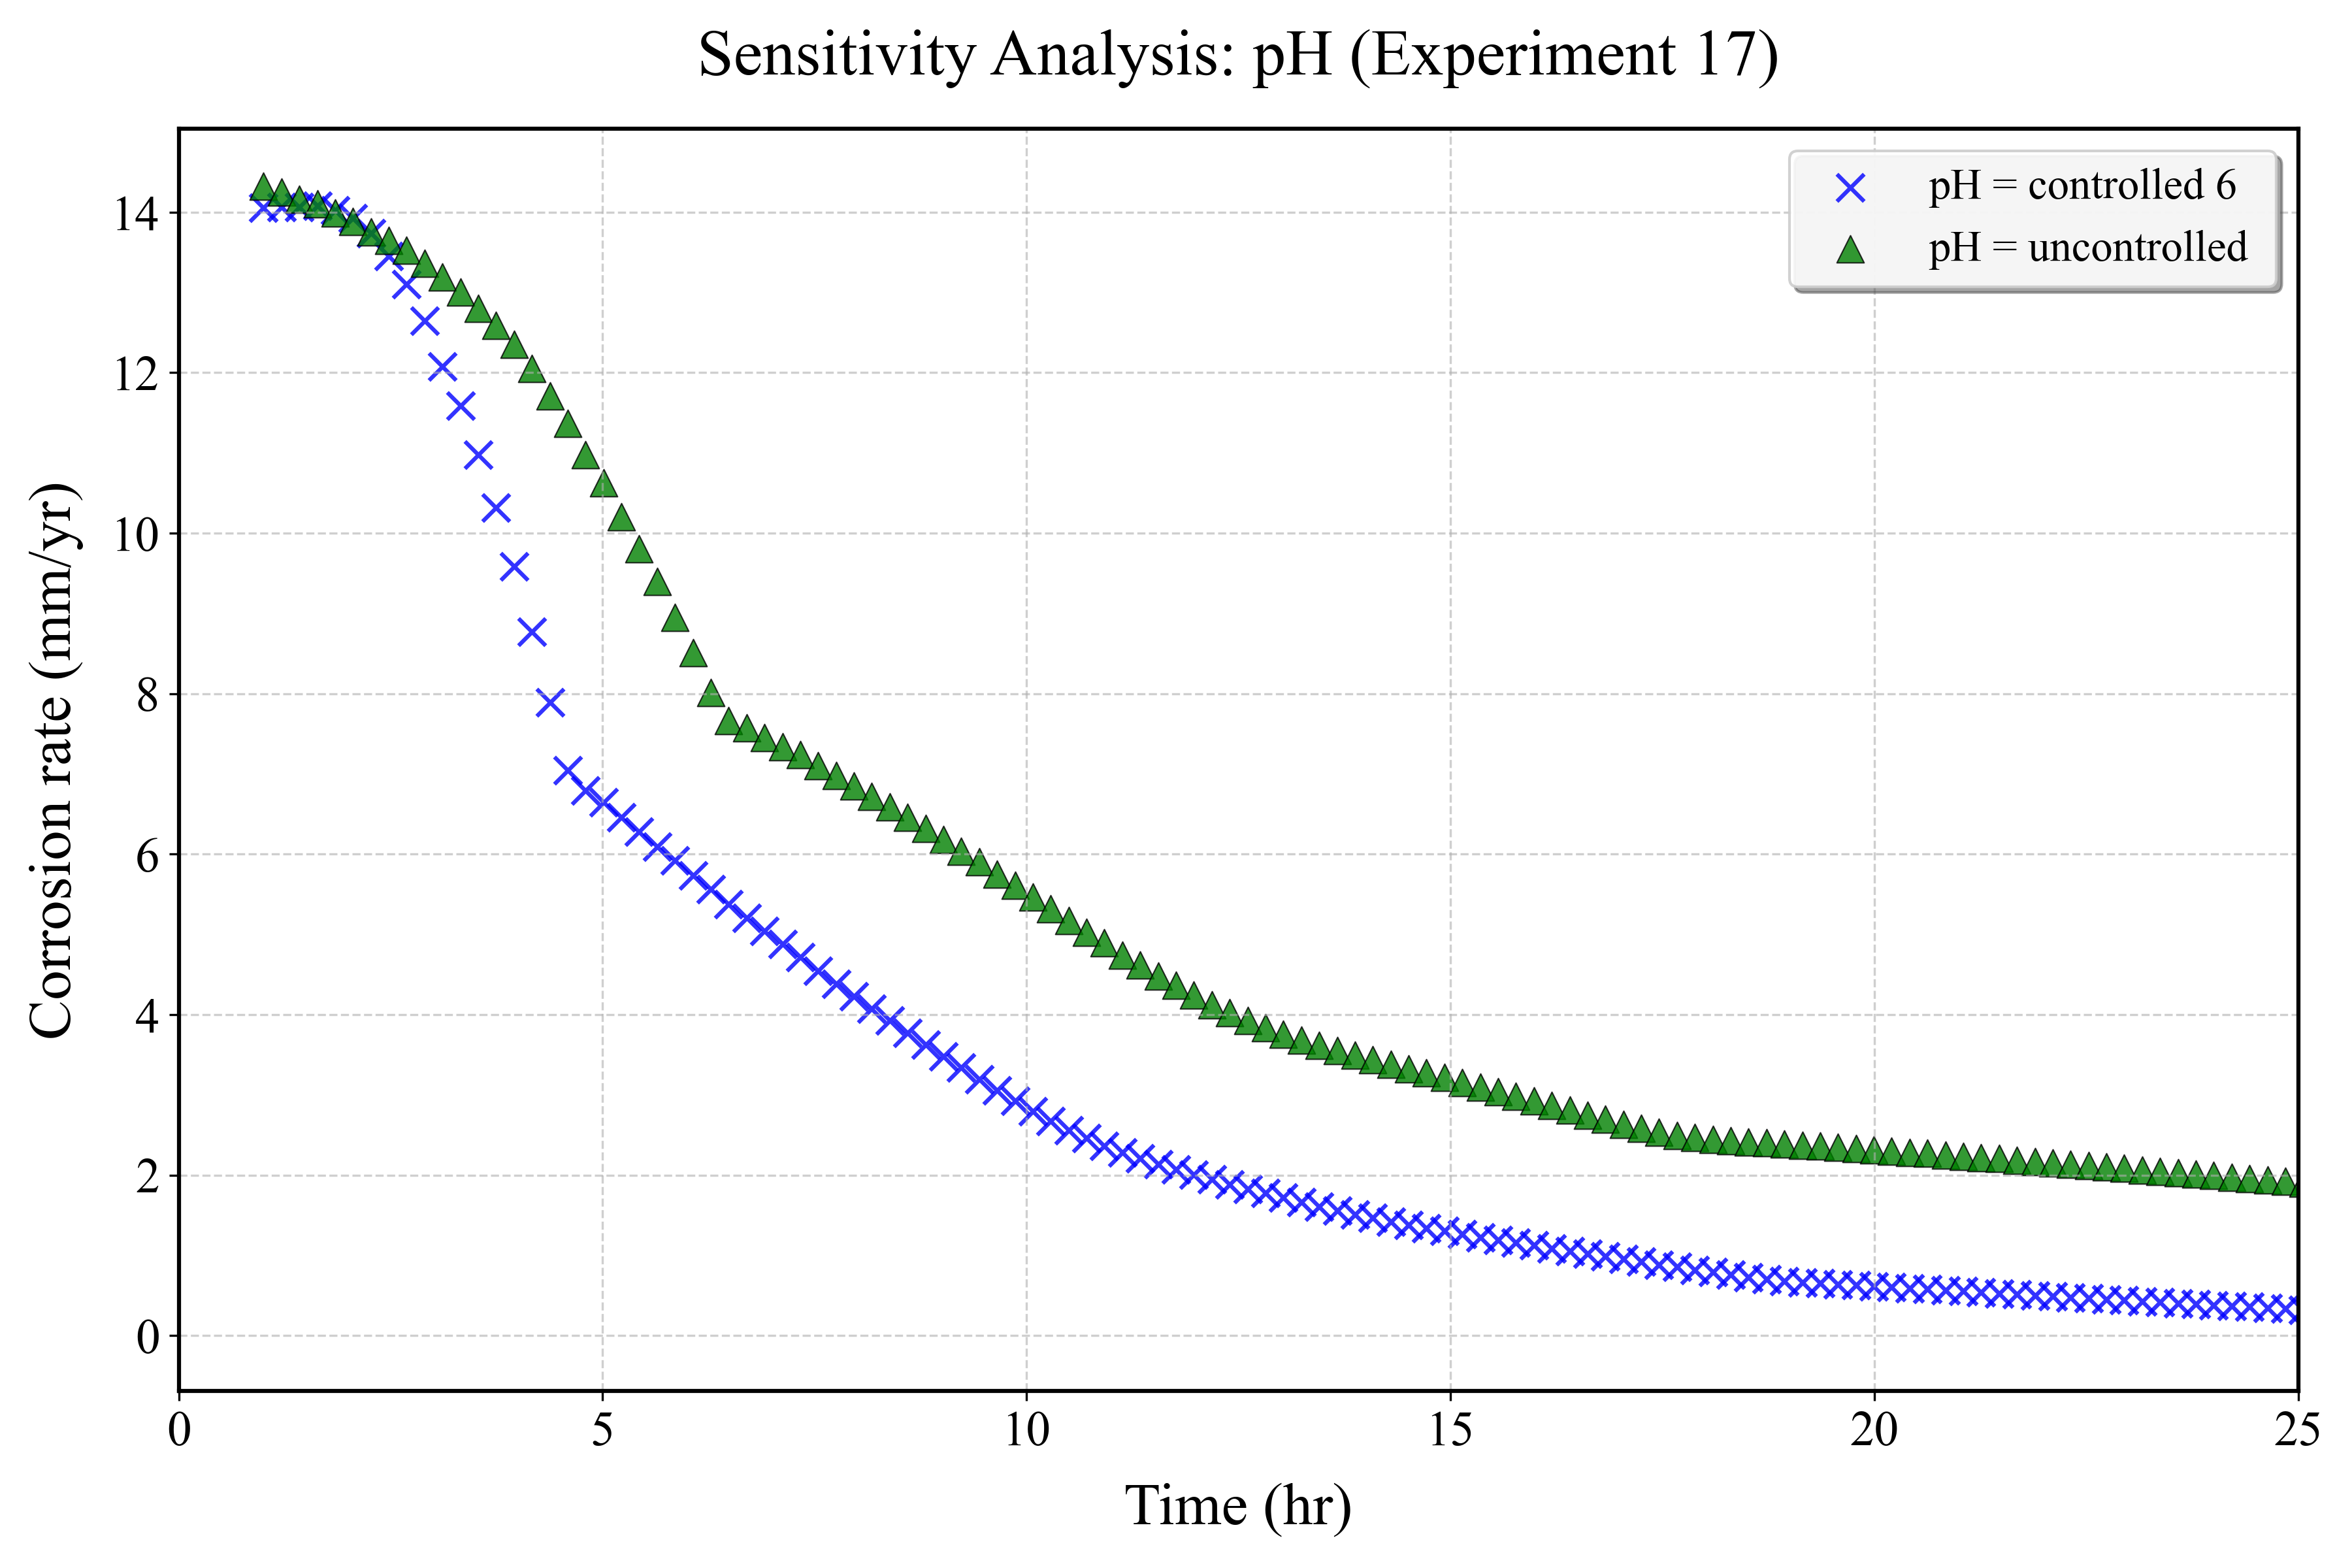 Sensitivity Analysis: pH (Experiment 17)
pH = controlled 6
pH = uncontrolled
Corrosion rate (mm/yr)
14
12
10
8
6
4
2
0
0 5 10 15 20 25
Time (hr)